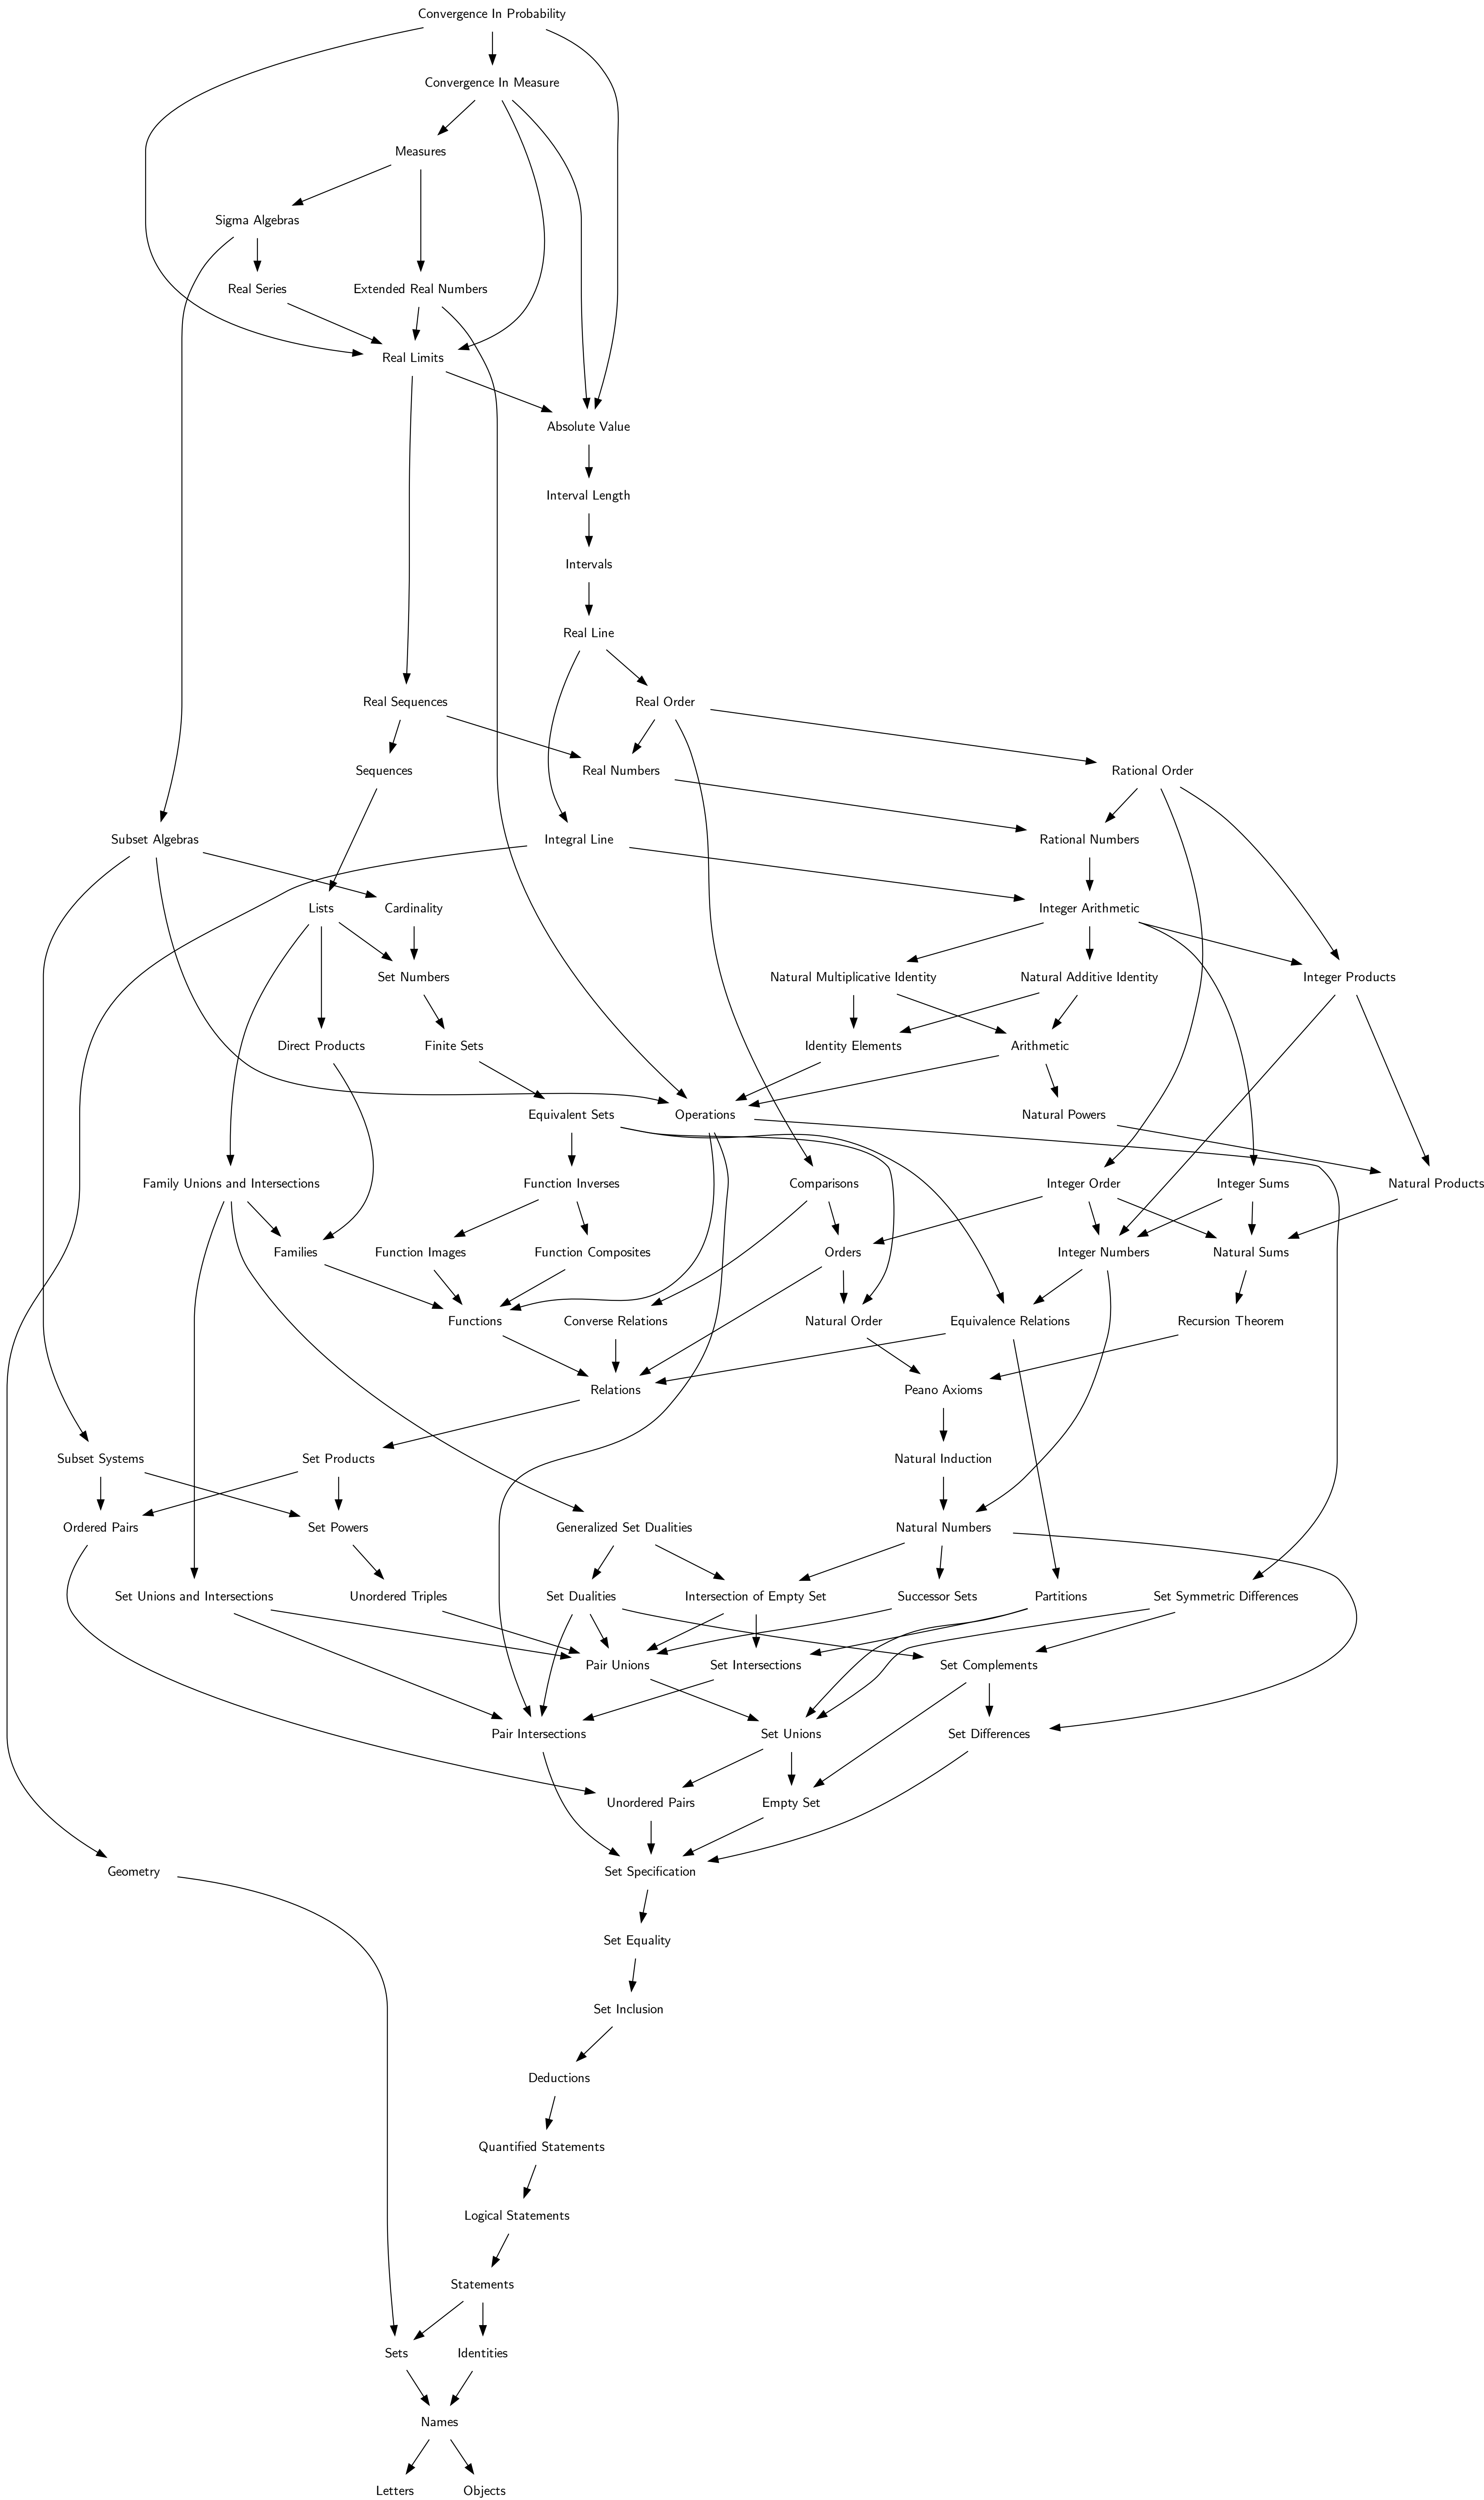 Convergence In Probability
Convergence In Measure
Measures
Sigma Algebras
Real Series
Extended Real Numbers
Real Limits
Absolute Value
Interval Length
Intervals
Real Line
Real Sequences
Real Order
Sequences
Real Numbers
Rational Order
Subset Algebras
Integral Line
Rational Numbers
Lists
Cardinality
Integer Arithmetic
Set Numbers
Natural Multiplicative Identity
Natural Additive Identity
Integer Products
Direct Products
Finite Sets
Identity Elements
Arithmetic
Equivalent Sets
Operations
Natural Powers
Family Unions and Intersections
Function Inverses
Comparisons
Integer Order
Integer Sums
Natural Products
Families
Function Images
Function Composites
Orders
Integer Numbers
Natural Sums
Functions
Converse Relations
Natural Order
Equivalence Relations
Recursion Theorem
Relations
Peano Axioms
Subset Systems
Set Products
Natural Induction
Ordered Pairs
Set Powers
Generalized Set Dualities
Natural Numbers
Set Unions and Intersections
Unordered Triples
Set Dualities
Intersection of Empty Set
Successor Sets
Partitions
Set Symmetric Differences
Pair Unions
Set Intersections
Set Complements
Pair Intersections
Set Unions
Set Differences
Unordered Pairs
Empty Set
Geometry
Set Specification
Set Equality
Set Inclusion
Deductions
Quantified Statements
Logical Statements
Statements
Sets
Identities
Names
Letters
Objects